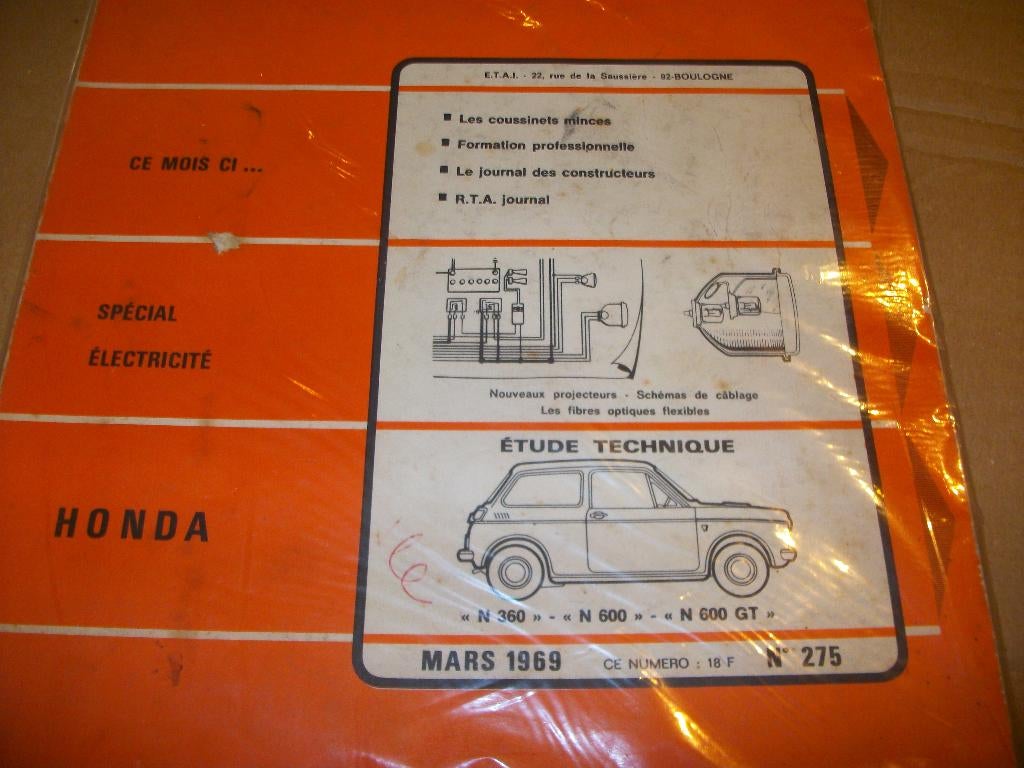 E.T.A.I. - 22, rue de la Saussière - 92-BOULOGNE
CE MOIS CI ...
■ Les coussinets minces
■ Formation professionnelle
■ Le journal des constructeurs
■ R.T.A. journal
SPÉCIAL
ÉLECTRICITÉ
Nouveaux projecteurs - Schémas de câblage
Les fibres optiques flexibles
HONDA
ÉTUDE TECHNIQUE
« N 360 » - « N 600 » - « N 600 GT »
MARS 1969 CE NUMERO : 18 F N° 275